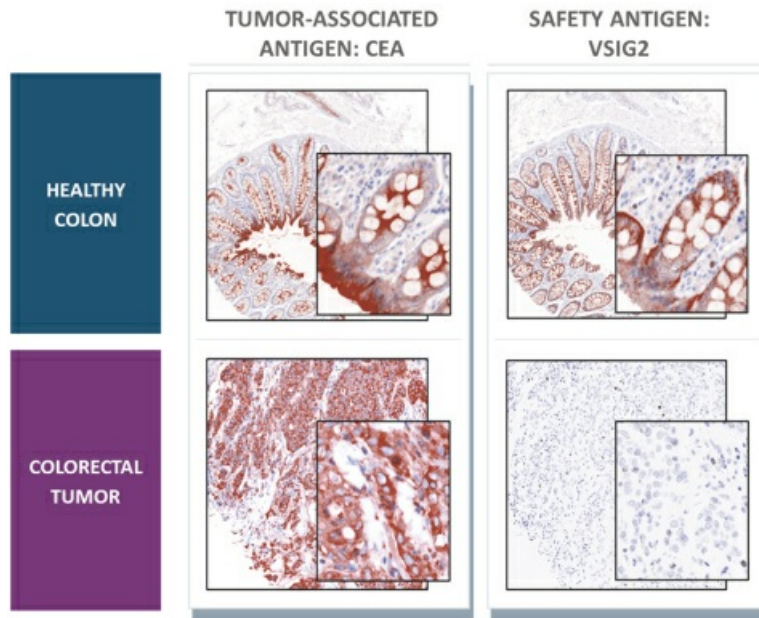 TUMOR-ASSOCIATED
ANTIGEN: CEA
SAFETY ANTIGEN:
VSIG2
HEALTHY
COLON
COLORECTAL
TUMOR